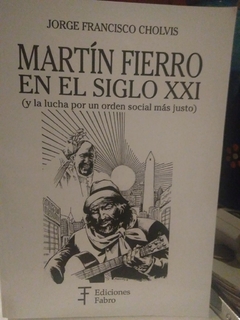 JORGE FRANCISCO CHOLVIS
MARTÍN FIERRO
EN EL SIGLO XXI
(y la lucha por un orden social más justo)
Ediciones
Fabro